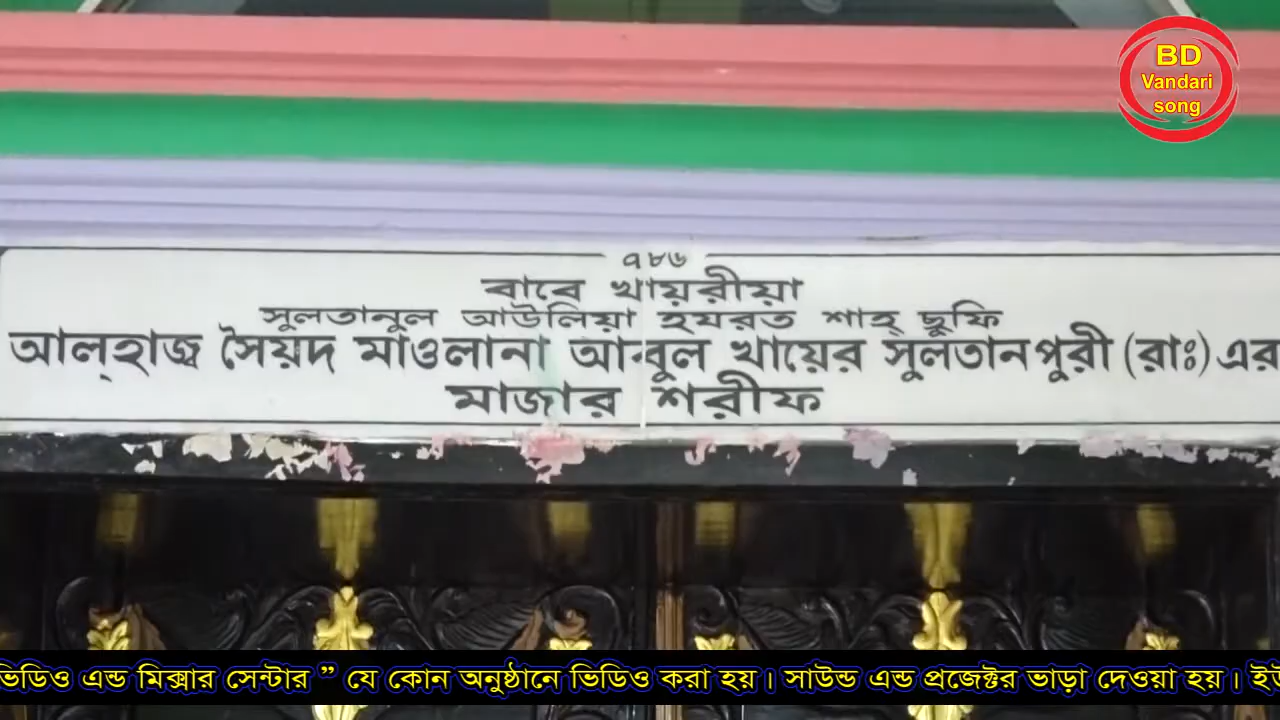 BD
Vandari
song
৭৮৬
বাবে খায়রীয়া
সুলতানুল আউলিয়া হযরত শাহ্ ছুফি
আল্হাজ্ব সৈয়দ মাওলানা আবুল খায়ের সুলতানপুরী (রাঃ) এর
মাজার শরীফ
ভিডিও এন্ড মিক্সার সেন্টার ” যে কোন অনুষ্ঠানে ভিডিও করা হয়। সাউন্ড এন্ড প্রজেক্টর ভাড়া দেওয়া হয়।